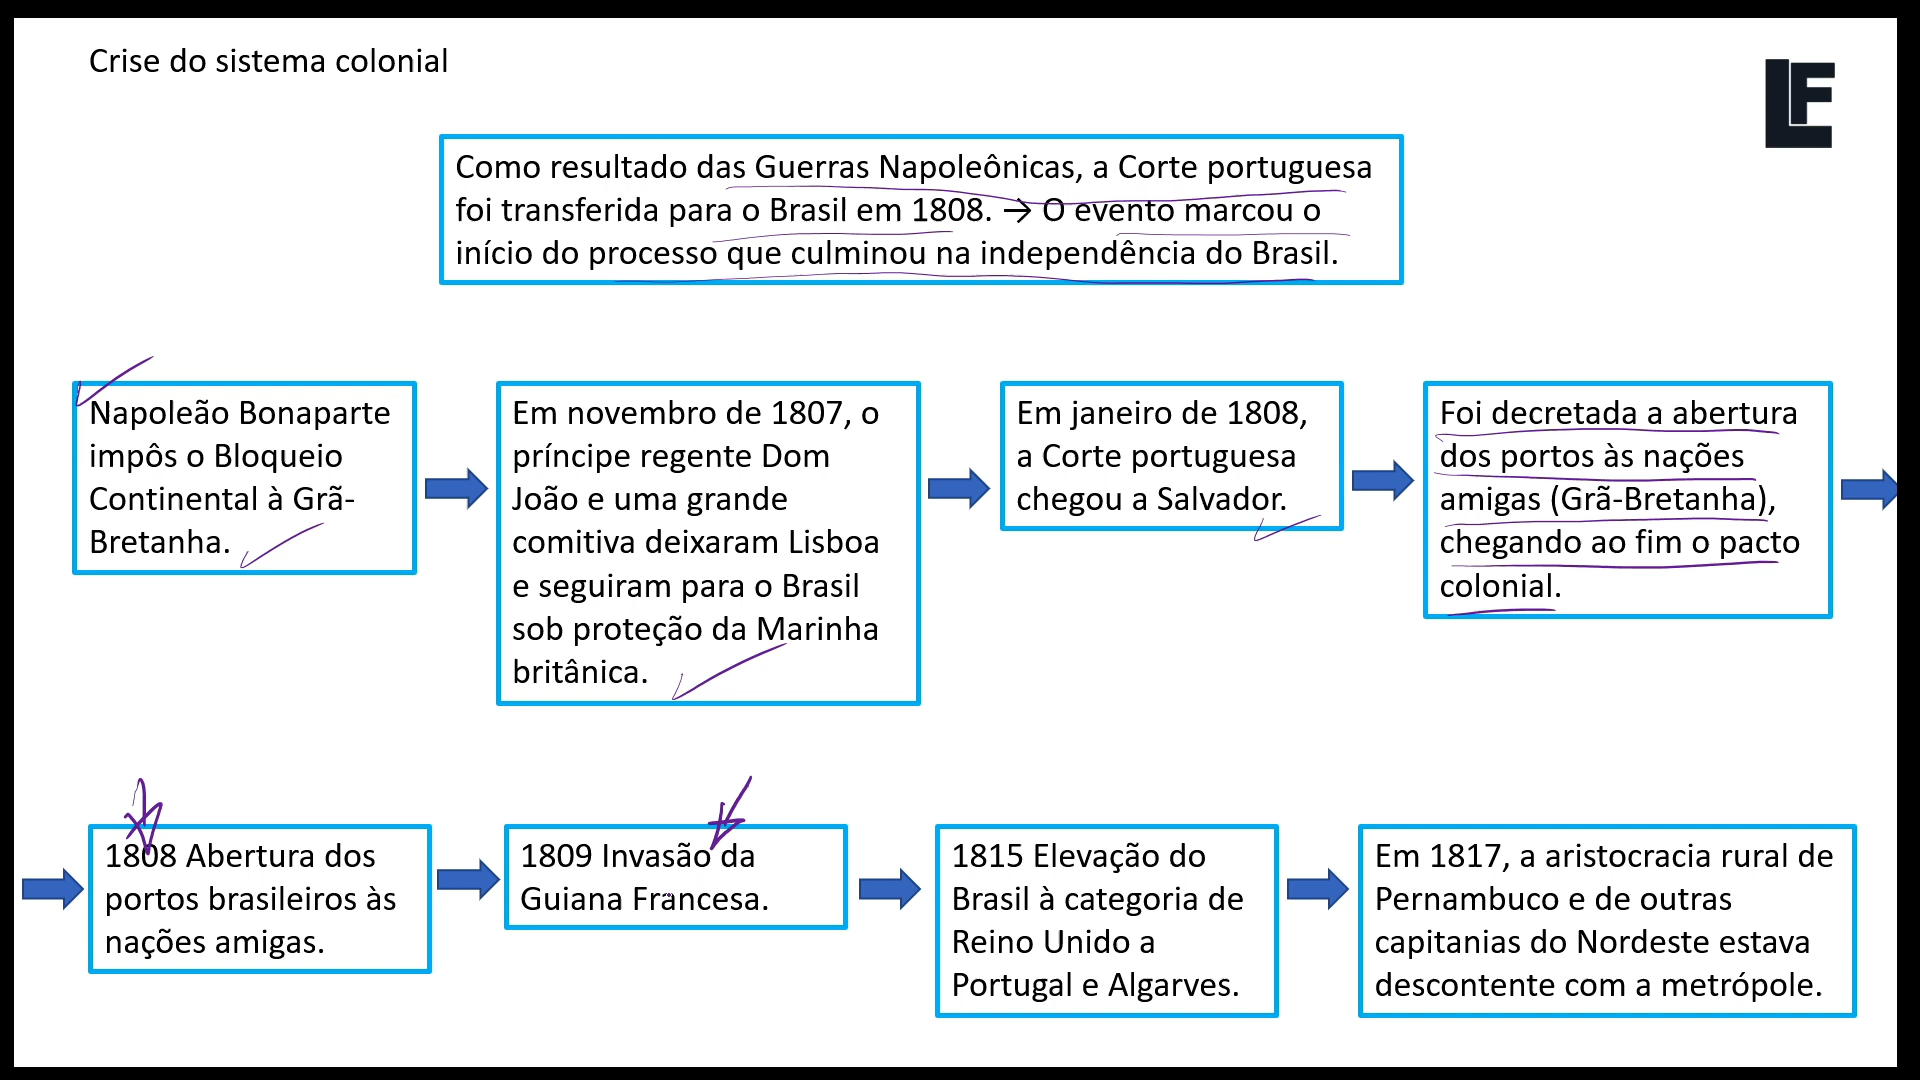 Crise do sistema colonial
LF
Como resultado das Guerras Napoleônicas, a Corte portuguesa
foi transferida para o Brasil em 1808. → O evento marcou o
início do processo que culminou na independência do Brasil.
Napoleão Bonaparte
impôs o Bloqueio
Continental à Grã-
Bretanha.
Em novembro de 1807, o
príncipe regente Dom
João e uma grande
comitiva deixaram Lisboa
e seguiram para o Brasil
sob proteção da Marinha
britânica.
Em janeiro de 1808,
a Corte portuguesa
chegou a Salvador.
Foi decretada a abertura
dos portos às nações
amigas (Grã-Bretanha),
chegando ao fim o pacto
colonial.
1808 Abertura dos
portos brasileiros às
nações amigas.
1809 Invasão da
Guiana Francesa.
1815 Elevação do
Brasil à categoria de
Reino Unido a
Portugal e Algarves.
Em 1817, a aristocracia rural de
Pernambuco e de outras
capitanias do Nordeste estava
descontente com a metrópole.